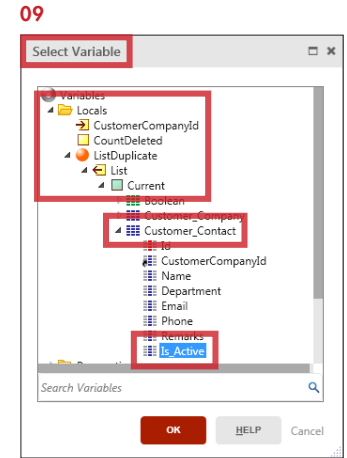 09
Select Variable
Variables
Locals
CustomerCompanyId
CountDeleted
ListDuplicate
List
Current
Boolean
Customer_Company
Customer_Contact
Id
CustomerCompanyId
Name
Department
Email
Phone
Remarks
Is_Active
Search Variables
OK
HELP
Cancel